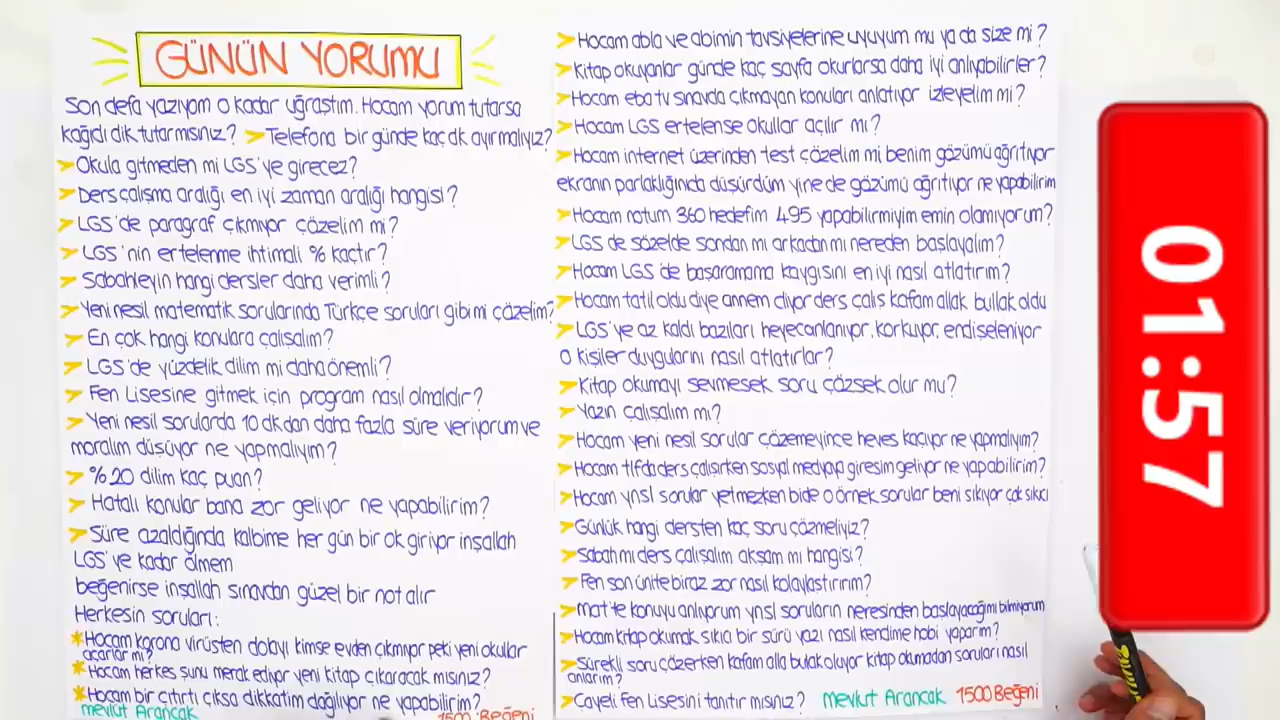 GÜNÜN YORUMU
Son defa yazıyom o kadar uğraştım. Hocam yorum tutarsa
kağıdı dik tutar mısınız? ➤Telefona bir günde kaç dk ayırmalıyız?
➤Okula gitmeden mi LGS'ye girecez?
➤Ders çalışma aralığı en iyi zaman aralığı hangisi?
➤LGS'de paragraf çıkmıyor çözelim mi?
➤LGS'nin ertelenme ihtimali % kaçtır?
➤Sabahleyin hangi dersler daha verimli?
➤Yeni nesil matematik sorularında Türkçe soruları gibi mi çözelim?
➤En çok hangi konulara çalışalım?
➤LGS'de yüzdelik dilim mi daha önemli?
➤Fen Lisesine gitmek için program nasıl olmalıdır?
➤Yeni nesil sorularda 10 dk dan daha fazla süre veriyorum ve
moralim düşüyor ne yapmalıyım?
➤%20 dilim kaç puan?
➤Hatalı konular bana zor geliyor ne yapabilirim?
➤Süre azaldığında kalbime her gün bir ok giriyor inşallah
LGS'ye kadar ölmem
beğenirse inşallah sınavdan güzel bir not alır
Herkesin soruları:
*Hocam korona virüsten dolayı kimse evden çıkmıyor peki yeni okullar
açarlar mı?
*Hocam herkes şunu merak ediyor yeni kitap çıkaracak mısınız?
*Hocam bir çıtırtı çıksa dikkatim dağılıyor ne yapabilirim?
mevlut Arancak 1500 Beğeni
➤Hocam abla ve abimin tavsiyelerine uyuyum mu ya da size mi?
➤Kitap okuyanlar günde kaç sayfa okurlarsa daha iyi anlıyabilirler?
➤Hocam eba tv sınavda çıkmayan konuları anlatıyor izleyelim mi?
➤Hocam LGS ertelense okullar açılır mı?
➤Hocam internet üzerinden test çözelim mi benim gözümü ağrıtıyor
ekranın parlaklığında düşürdüm yine de gözümü ağrıtıyor ne yapabilirim
➤Hocam notum 360 hedefim 495 yapabilirmiyim emin olamıyorum?
➤LGS de sözelde sondan mı arkadan mı nereden başlayalım?
➤Hocam LGS'de başaramama kaygısını en iyi nasıl atlatırım?
➤Hocam tatil oldu diye annem diyor ders çalış kafam allak bullak oldu
➤LGS'ye az kaldı bazıları heyecanlanıyor, korkuyor, endişeleniyor
o kişiler duygularını nasıl atlatırlar?
➤Kitap okumayı sevmesek soru çözsek olur mu?
➤Yazın çalışalım mı?
➤Hocam yeni nesil sorular çözemeyince heves kaçıyor ne yapmalıyım?
➤Hocam tlfda ders çalışırken sosyal medyaya giresim geliyor ne yapabilirim?
➤Hocam ynsl sorular yetmezken bide o örnek sorular beni sıkıyor çok sıkıcı
➤Günlük hangi dersten kaç soru çözmeliyiz?
➤Sabah mı ders çalışalım akşam mı hangisi?
➤Fen son ünite biraz zor nasıl kolaylaştırırım?
➤mat'te konuyu anlıyorum ynsl soruların neresinden başlayacağımı bilmiyorum
➤Hocam kitap okumak sıkıcı bir sürü yazı nasıl kendime hobi yaparım?
➤Sürekli soru çözerken kafam alla bulak oluyor kitap okumadan soruları nasıl
anlarım?
➤Çayeli Fen Lisesini tanıtır mısınız? mevlut Arancak 1500 Beğeni
01:57